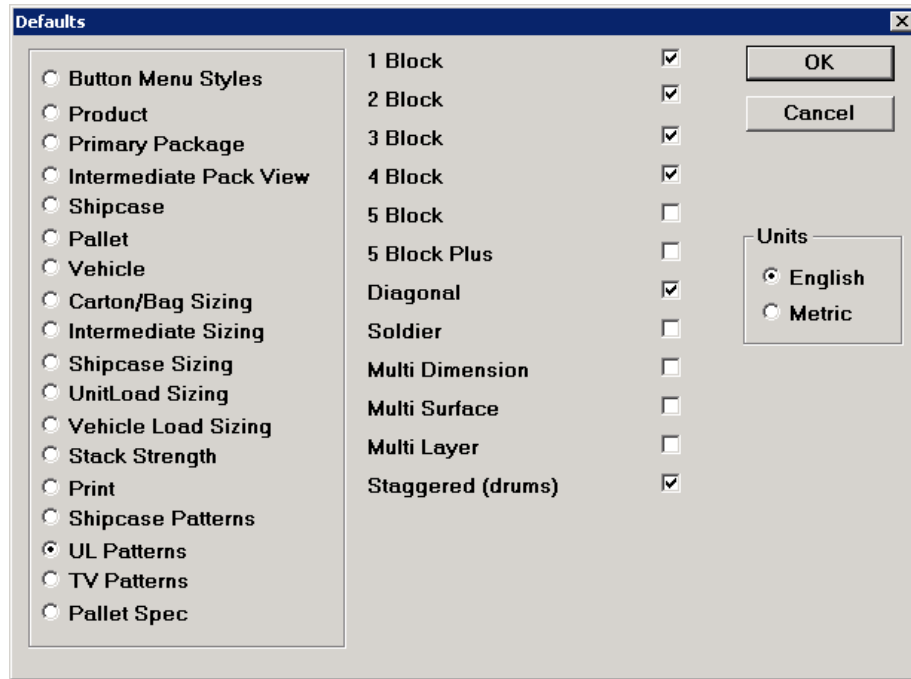 Defaults
Button Menu Styles
Product
Primary Package
Intermediate Pack View
Shipcase
Pallet
Vehicle
Carton/Bag Sizing
Intermediate Sizing
Shipcase Sizing
UnitLoad Sizing
Vehicle Load Sizing
Stack Strength
Print
Shipcase Patterns
UL Patterns
TV Patterns
Pallet Spec
1 Block
2 Block
3 Block
4 Block
5 Block
5 Block Plus
Diagonal
Soldier
Multi Dimension
Multi Surface
Multi Layer
Staggered (drums)
OK
Cancel
Units
English
Metric